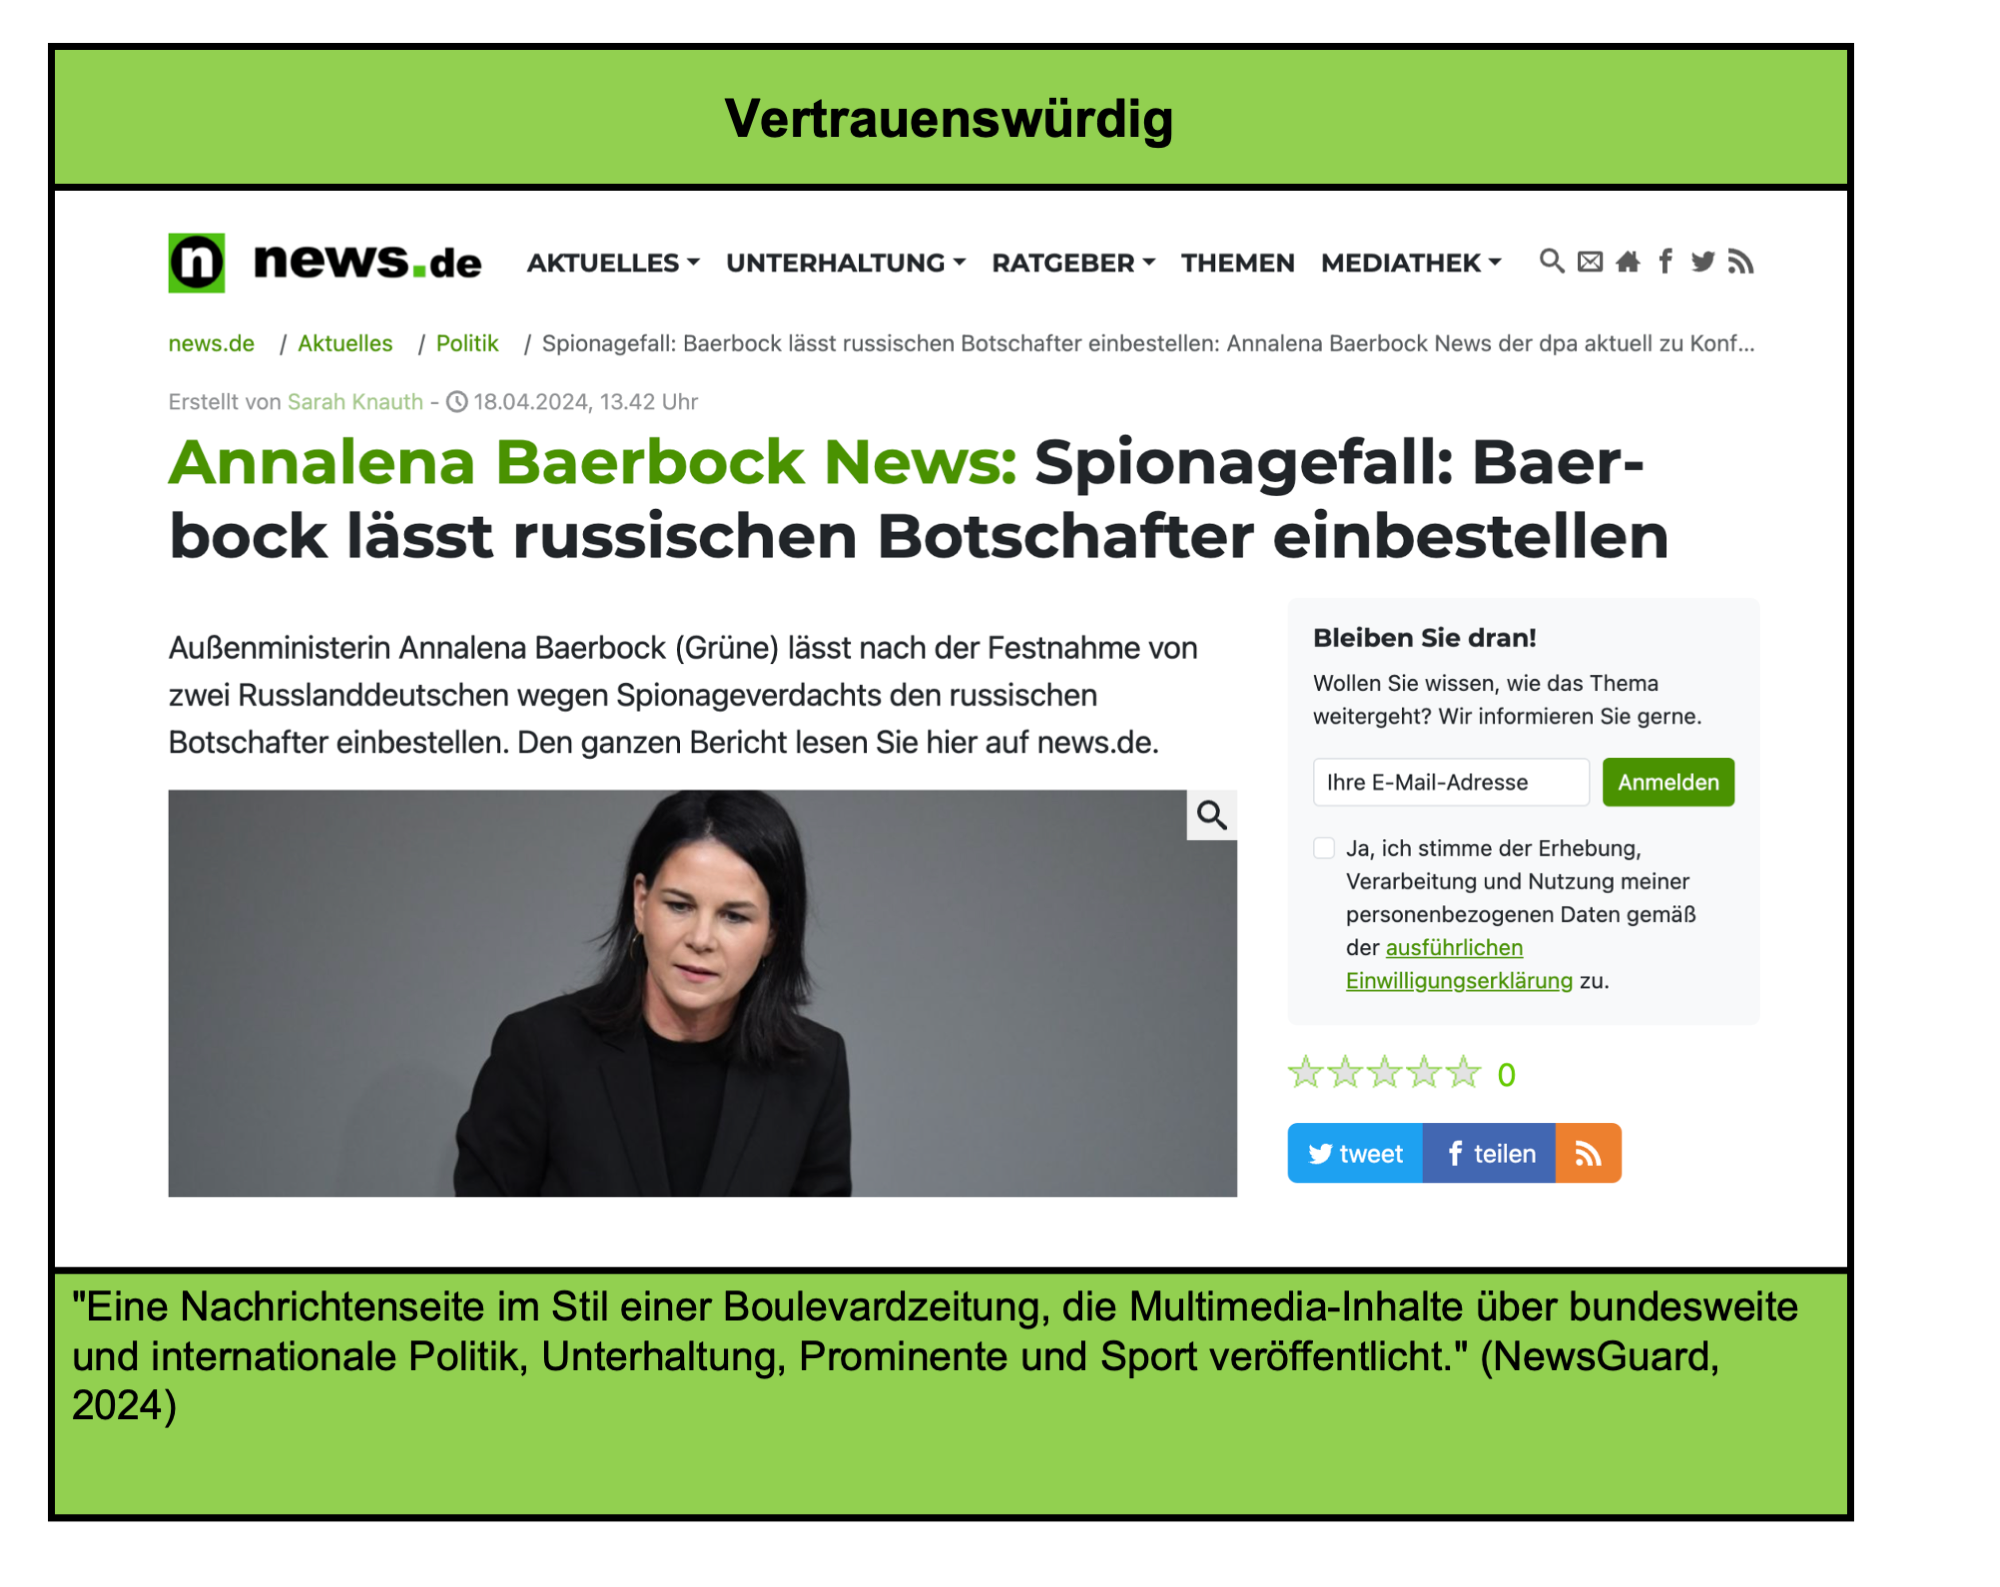 Vertrauenswürdig
n news.de AKTUELLES UNTERHALTUNG RATGEBER THEMEN MEDIATHEK
news.de / Aktuelles / Politik / Spionagefall: Baerbock lässt russischen Botschafter einbestellen: Annalena Baerbock News der dpa aktuell zu Konf...
Erstellt von Sarah Knauth - 18.04.2024, 13.42 Uhr
Annalena Baerbock News: Spionagefall: Baer-
bock lässt russischen Botschafter einbestellen
Außenministerin Annalena Baerbock (Grüne) lässt nach der Festnahme von
zwei Russlanddeutschen wegen Spionageverdachts den russischen
Botschafter einbestellen. Den ganzen Bericht lesen Sie hier auf news.de.
Bleiben Sie dran!
Wollen Sie wissen, wie das Thema
weitergeht? Wir informieren Sie gerne.
Ihre E-Mail-Adresse Anmelden
Ja, ich stimme der Erhebung,
Verarbeitung und Nutzung meiner
personenbezogenen Daten gemäß
der ausführlichen
Einwilligungserklärung zu.
0
tweet f teilen
"Eine Nachrichtenseite im Stil einer Boulevardzeitung, die Multimedia-Inhalte über bundesweite
und internationale Politik, Unterhaltung, Prominente und Sport veröffentlicht." (NewsGuard,
2024)